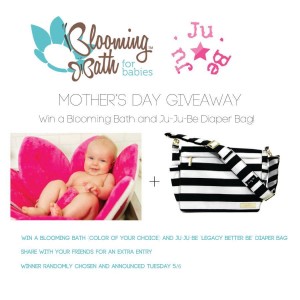 Blooming
Bath for
babies
Ju
Ju
Be
MOTHER'S DAY GIVEAWAY
Win a Blooming Bath and Ju-Ju-Be Diaper Bag!
+
WIN A BLOOMING BATH (COLOR OF YOUR CHOICE) AND JU JU BE 'LEGACY BETTER BE' DIAPER BAG
SHARE WITH YOUR FRIENDS FOR AN EXTRA ENTRY
WINNER RANDOMLY CHOSEN AND ANNOUNCED TUESDAY 5/6